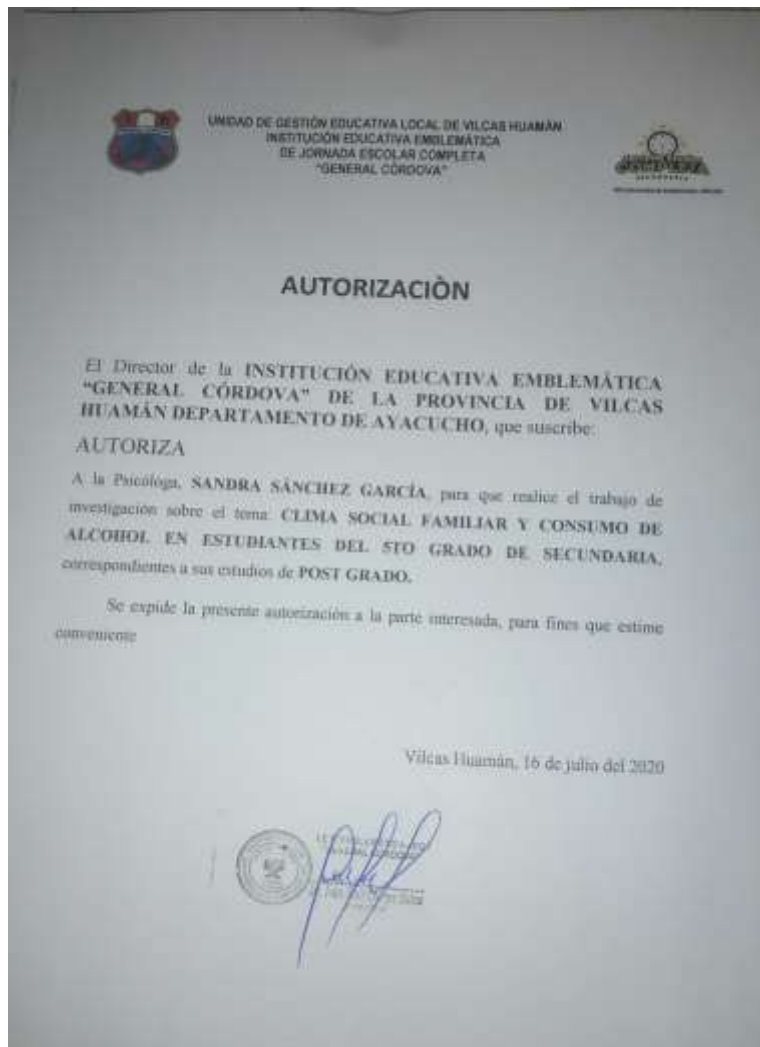 UNIDAD DE GESTIÓN EDUCATIVA LOCAL DE VILCAS HUAMÁN
INSTITUCIÓN EDUCATIVA EMBLEMÁTICA
DE JORNADA ESCOLAR COMPLETA
"GENERAL CÓRDOVA"
AUTORIZACIÒN
El Director de la INSTITUCIÓN EDUCATIVA EMBLEMÁTICA
"GENERAL CÓRDOVA" DE LA PROVINCIA DE VILCAS
HUAMÁN DEPARTAMENTO DE AYACUCHO, que suscribe:
AUTORIZA
A la Psicóloga, SANDRA SÁNCHEZ GARCÍA, para que realice el trabajo de
investigación sobre el tema: CLIMA SOCIAL FAMILIAR Y CONSUMO DE
ALCOHOL EN ESTUDIANTES DEL 5TO GRADO DE SECUNDARIA,
correspondientes a sus estudios de POST GRADO.
Se expide la presente autorización a la parte interesada, para fines que estime
conveniente
Vilcas Huamán, 16 de julio del 2020